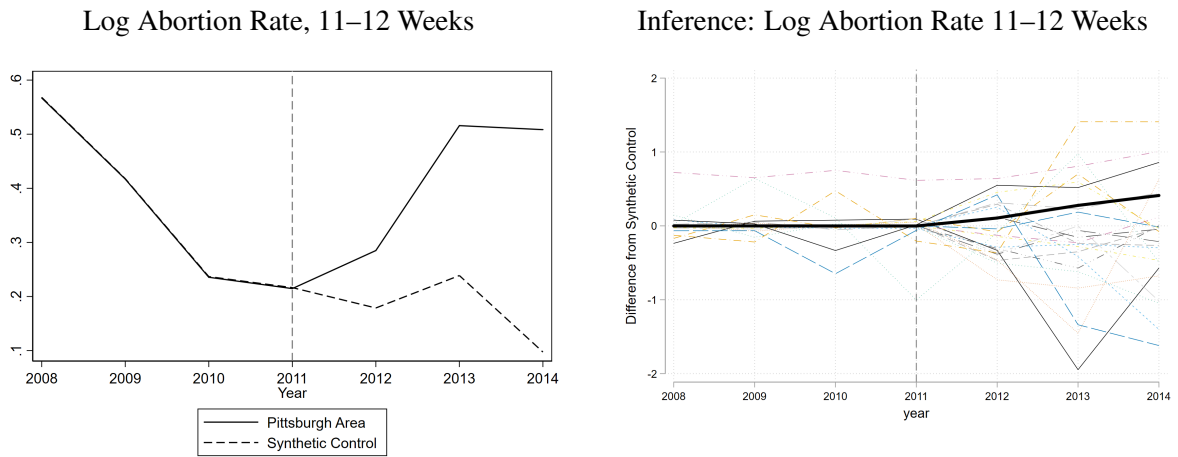 Log Abortion Rate, 11–12 Weeks
.6
.5
.4
.3
.2
.1
2008 2009 2010 2011 2012 2013 2014
Year
Pittsburgh Area
Synthetic Control
Inference: Log Abortion Rate 11–12 Weeks
Difference from Synthetic Control
2
1
0
-1
-2
2008 2009 2010 2011 2012 2013 2014
year